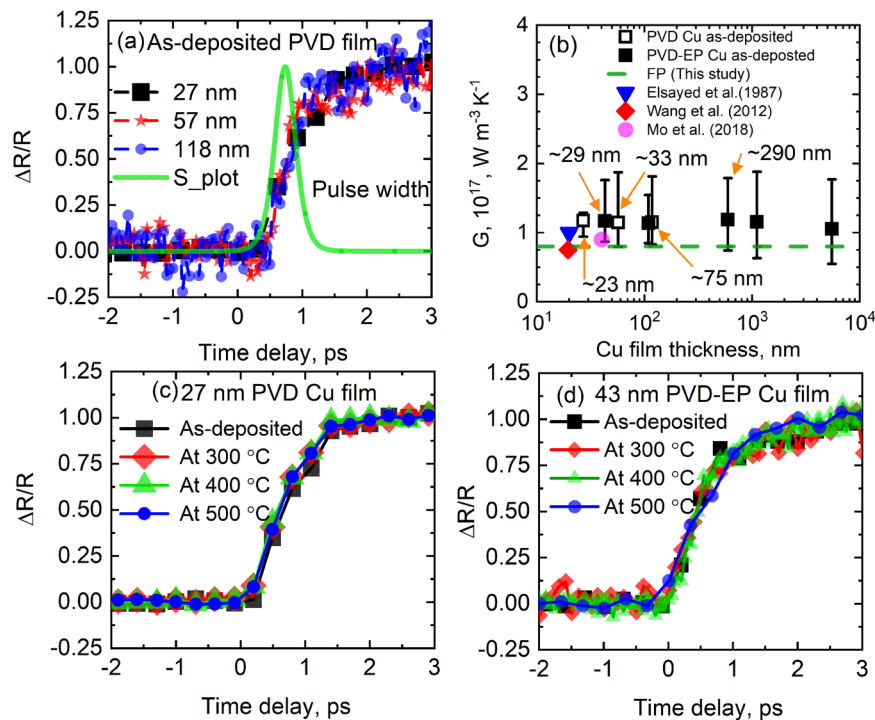 (a) As-deposited PVD film
27 nm
57 nm
118 nm
S_plot
Pulse width
ΔR/R
1.25
1.00
0.75
0.50
0.25
0.00
-0.25
-2 -1 0 1 2 3
Time delay, ps
(b)
PVD Cu as-deposited
PVD-EP Cu as-deposted
FP (This study)
Elsayed et al.(1987)
Wang et al. (2012)
Mo et al. (2018)
~29 nm
~33 nm
~290 nm
~23 nm
~75 nm
G, 10¹⁷, W m⁻³ K⁻¹
4
3
2
1
0
10¹ 10² 10³ 10⁴
Cu film thickness, nm
(c) 27 nm PVD Cu film
As-deposited
At 300 °C
At 400 °C
At 500 °C
ΔR/R
1.25
1.00
0.75
0.50
0.25
0.00
-0.25
-2 -1 0 1 2 3
Time delay, ps
(d) 43 nm PVD-EP Cu film
As-deposited
At 300 °C
At 400 °C
At 500 °C
ΔR/R
1.25
1.00
0.75
0.50
0.25
0.00
-0.25
-2 -1 0 1 2 3
Time delay, ps